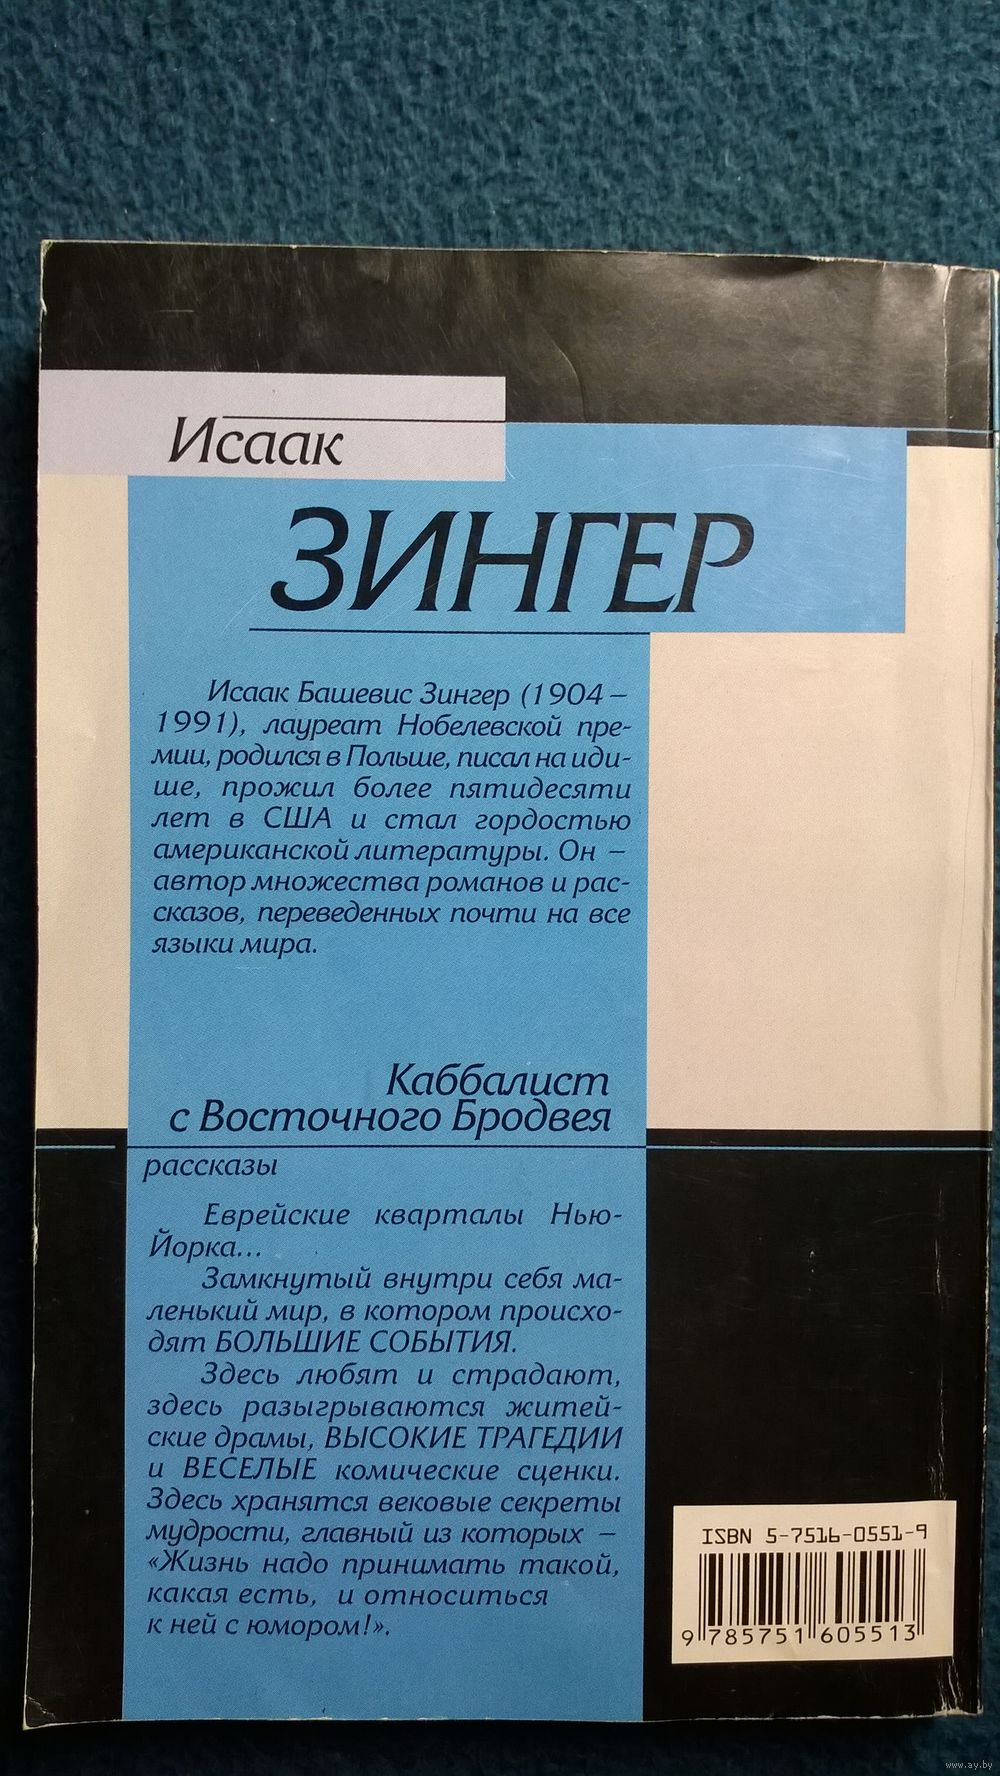 Исаак
ЗИНГЕР
Исаак Башевис Зингер (1904 –
1991), лауреат Нобелевской пре-
мии, родился в Польше, писал на иди-
ше, прожил более пятидесяти
лет в США и стал гордостью
американской литературы. Он –
автор множества романов и рас-
сказов, переведенных почти на все
языки мира.
Каббалист
с Восточного Бродвея
рассказы
Еврейские кварталы Нью-
Йорка...
Замкнутый внутри себя ма-
ленький мир, в котором происхо-
дят БОЛЬШИЕ СОБЫТИЯ.
Здесь любят и страдают,
здесь разыгрываются житей-
ские драмы, ВЫСОКИЕ ТРАГЕДИИ
и ВЕСЕЛЫЕ комические сценки.
Здесь хранятся вековые секреты
мудрости, главный из которых –
«Жизнь надо принимать такой,
какая есть, и относиться
к ней с юмором!».
ISBN 5-7516-0551-9
9 785751 605513
www.ay.by